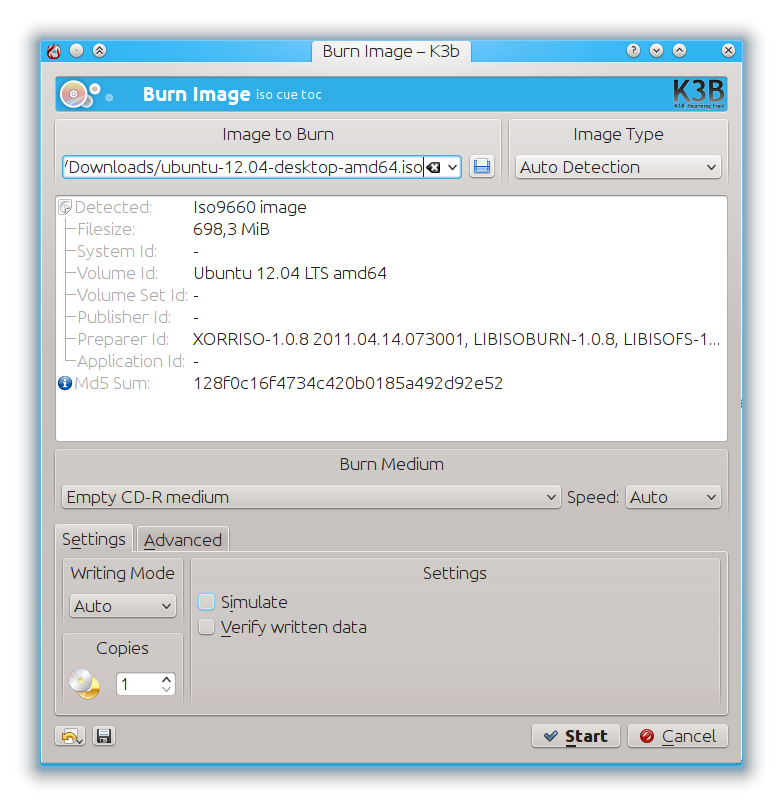 Burn Image – K3b
Burn Image iso cue toc
K3B
Kool burning tool
Image to Burn
Image Type
/Downloads/ubuntu-12.04-desktop-amd64.iso
Auto Detection
Detected: Iso9660 image
Filesize: 698,3 MiB
System Id: -
Volume Id: Ubuntu 12.04 LTS amd64
Volume Set Id: -
Publisher Id: -
Preparer Id: XORRISO-1.0.8 2011.04.14.073001, LIBISOBURN-1.0.8, LIBISOFS-1...
Application Id: -
Md5 Sum: 128f0c16f4734c420b0185a492d92e52
Burn Medium
Empty CD-R medium Speed: Auto
Settings Advanced
Writing Mode
Settings
Auto
Simulate
Verify written data
Copies
1
Start Cancel